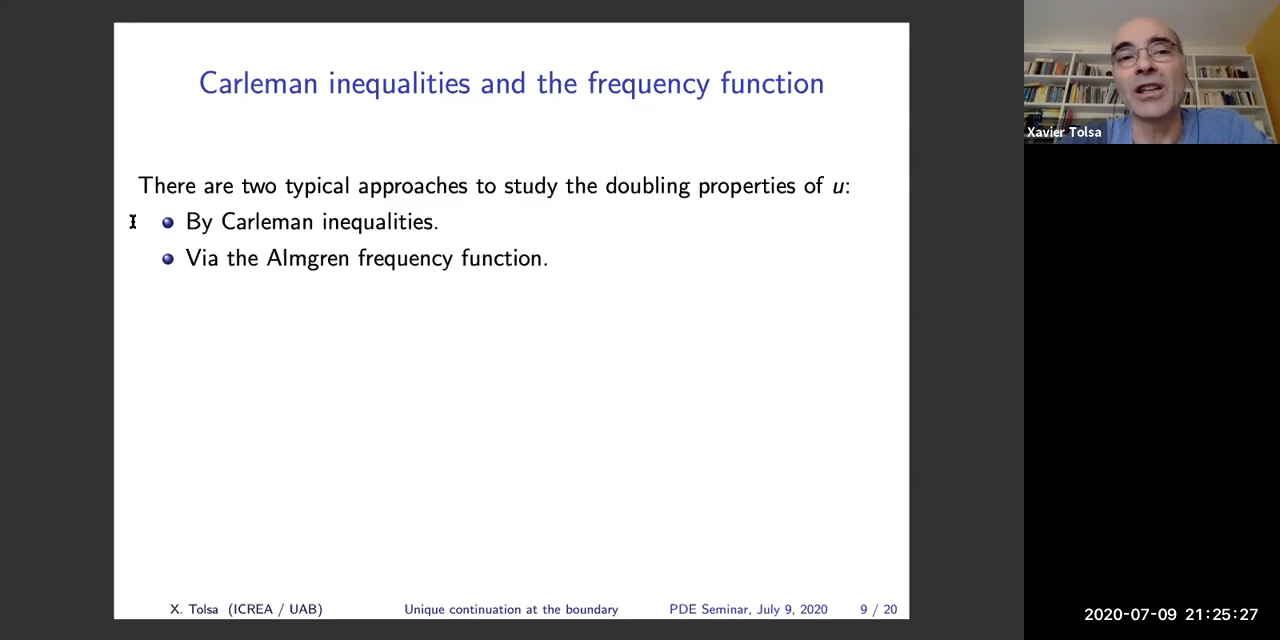 Carleman inequalities and the frequency function
There are two typical approaches to study the doubling properties of u:
By Carleman inequalities.
Via the Almgren frequency function.
X. Tolsa (ICREA / UAB) Unique continuation at the boundary PDE Seminar, July 9, 2020 9 / 20
Xavier Tolsa
2020-07-09 21:25:27